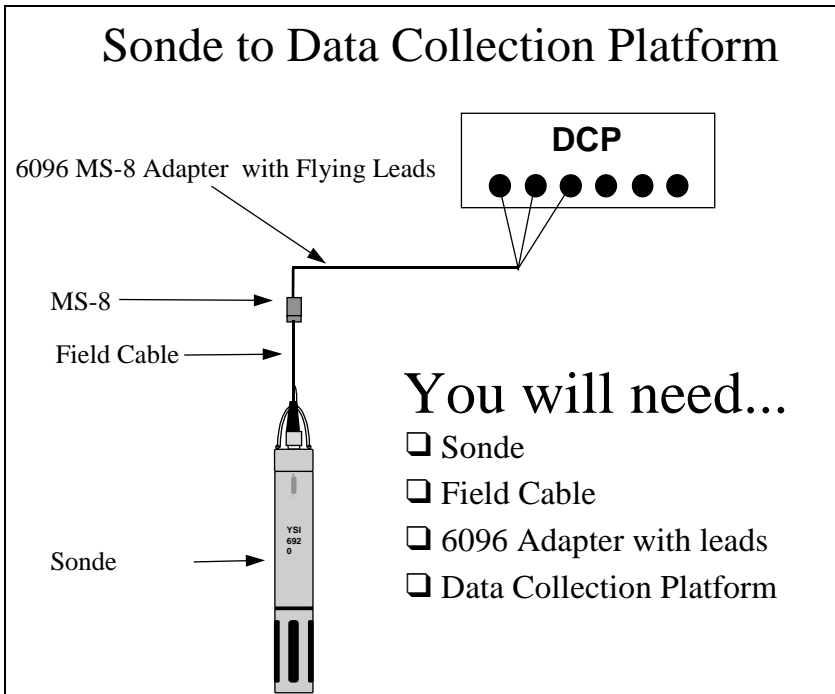 Sonde to Data Collection Platform
DCP
6096 MS-8 Adapter with Flying Leads
MS-8
Field Cable
You will need...
❑ Sonde
❑ Field Cable
❑ 6096 Adapter with leads
❑ Data Collection Platform
YSI
692
0
Sonde